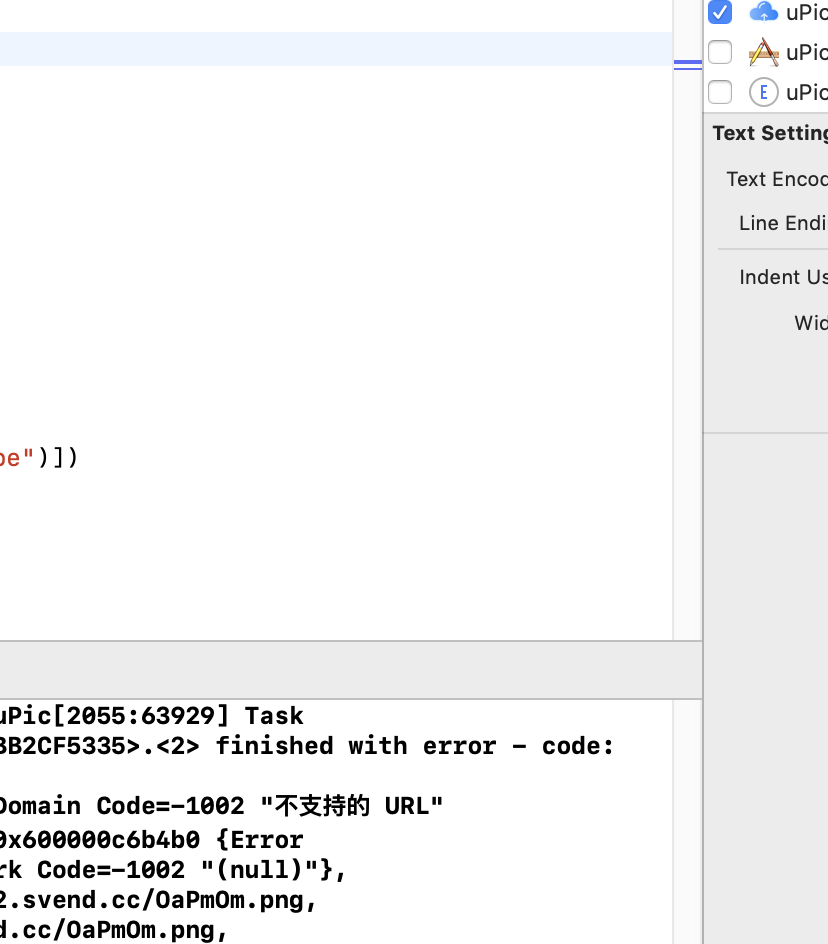 uPic
uPic
E uPic
Text Setting
Text Encod
Line Endi
Indent Us
Wid
pe")])
uPic[2055:63929] Task
3B2CF5335>.<2> finished with error - code:
Domain Code=-1002 "不支持的 URL"
0x600000c6b4b0 {Error
rk Code=-1002 "(null)"},
2.svend.cc/OaPmOm.png,
d.cc/OaPmOm.png,